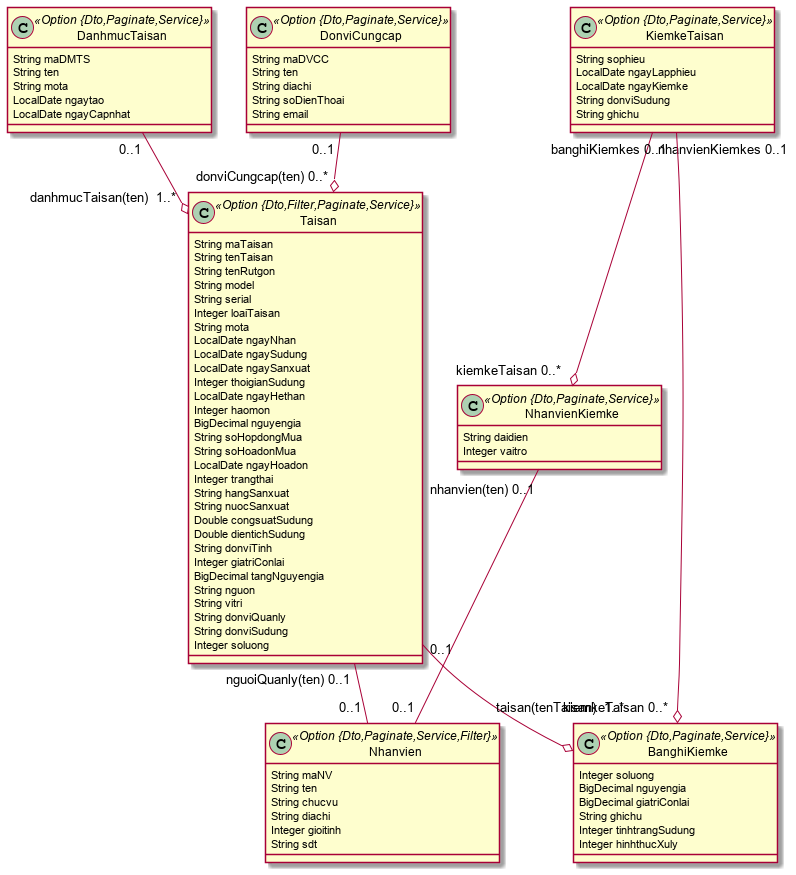 C «Option {Dto,Paginate,Service}»
DanhmucTaisan
String maDMTS
String ten
String mota
LocalDate ngaytao
LocalDate ngayCapnhat
C «Option {Dto,Paginate,Service}»
DonviCungcap
String maDVCC
String ten
String diachi
String soDienThoai
String email
C «Option {Dto,Paginate,Service}»
KiemkeTaisan
String sophieu
LocalDate ngayLapphieu
LocalDate ngayKiemke
String donviSudung
String ghichu
0..1
0..1
banghiKiemkes 0..1
nhanvienKiemkes 0..1
danhmucTaisan(ten) 1..*
donviCungcap(ten) 0..*
C «Option {Dto,Filter,Paginate,Service}»
Taisan
String maTaisan
String tenTaisan
String tenRutgon
String model
String serial
Integer loaiTaisan
String mota
LocalDate ngayNhan
LocalDate ngaySudung
LocalDate ngaySanxuat
Integer thoigianSudung
LocalDate ngayHethan
Integer haomon
BigDecimal nguyengia
String soHopdongMua
String soHoadonMua
LocalDate ngayHoadon
Integer trangthai
String hangSanxuat
String nuocSanxuat
Double congsuatSudung
Double dientichSudung
String donviTinh
Integer giatriConlai
BigDecimal tangNguyengia
String nguon
String vitri
String donviQuanly
String donviSudung
Integer soluong
kiemkeTaisan 0..*
C «Option {Dto,Paginate,Service}»
NhanvienKiemke
String daidien
Integer vaitro
nhanvien(ten) 0..1
0..1
nguoiQuanly(ten) 0..1
0..1
0..1
taisan(tenTaisan) 1..*
kiemkeTaisan 0..*
C «Option {Dto,Paginate,Service,Filter}»
Nhanvien
String maNV
String ten
String chucvu
String diachi
Integer gioitinh
String sdt
C «Option {Dto,Paginate,Service}»
BanghiKiemke
Integer soluong
BigDecimal nguyengia
BigDecimal giatriConlai
String ghichu
Integer tinhtrangSudung
Integer hinhthucXuly